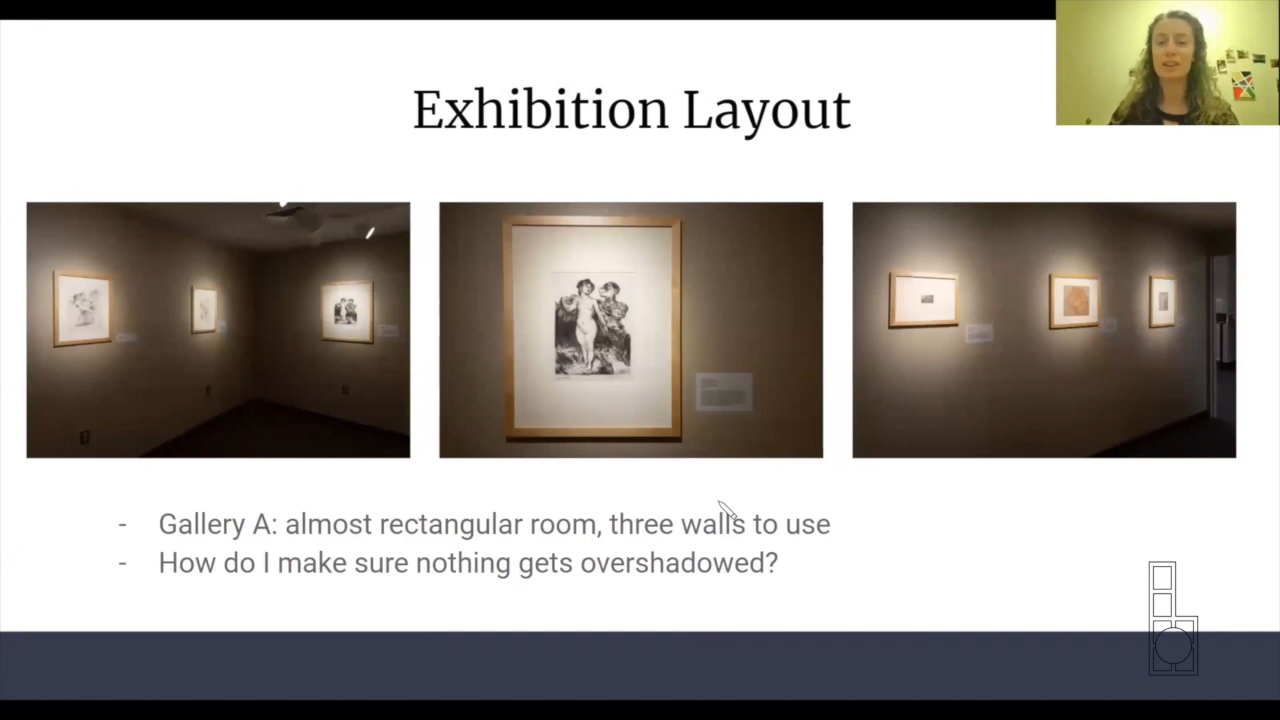 Exhibition Layout
- Gallery A: almost rectangular room, three walls to use
- How do I make sure nothing gets overshadowed?